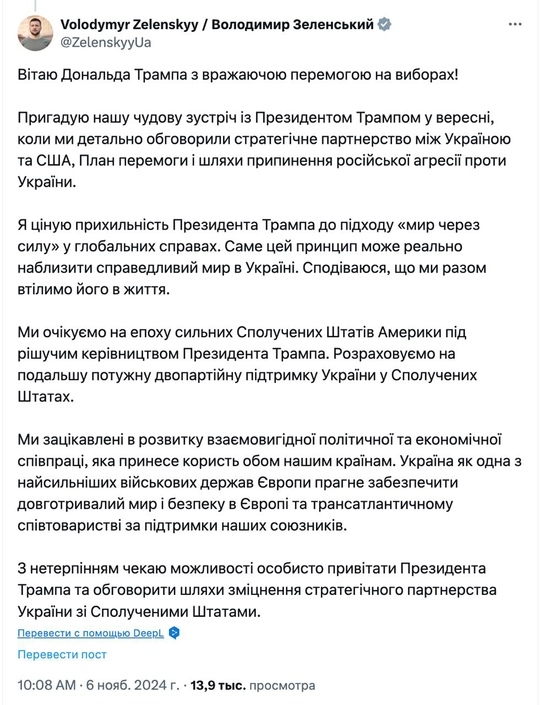 Volodymyr Zelenskyy / Володимир Зеленський
@ZelenskyyUa
Вітаю Дональда Трампа з вражаючою перемогою на виборах!
Пригадую нашу чудову зустріч із Президентом Трампом у вересні,
коли ми детально обговорили стратегічне партнерство між Україною
та США, План перемоги і шляхи припинення російської агресії проти
України.
Я ціную прихильність Президента Трампа до підходу «мир через
силу» у глобальних справах. Саме цей принцип може реально
наблизити справедливий мир в Україні. Сподіваюся, що ми разом
втілимо його в життя.
Ми очікуємо на епоху сильних Сполучених Штатів Америки під
рішучим керівництвом Президента Трампа. Розраховуємо на
подальшу потужну двопартійну підтримку України у Сполучених
Штатах.
Ми зацікавлені в розвитку взаємовигідної політичної та економічної
співпраці, яка принесе користь обом нашим країнам. Україна як одна з
найсильніших військових держав Європи прагне забезпечити
довготривалий мир і безпеку в Європі та трансатлантичному
співтоваристві за підтримки наших союзників.
З нетерпінням чекаю можливості особисто привітати Президента
Трампа та обговорити шляхи зміцнення стратегічного партнерства
України зі Сполученими Штатами.
Перевести с помощью DeepL
Перевести пост
10:08 AM · 6 нояб. 2024 г. · 13,9 тыс. просмотра